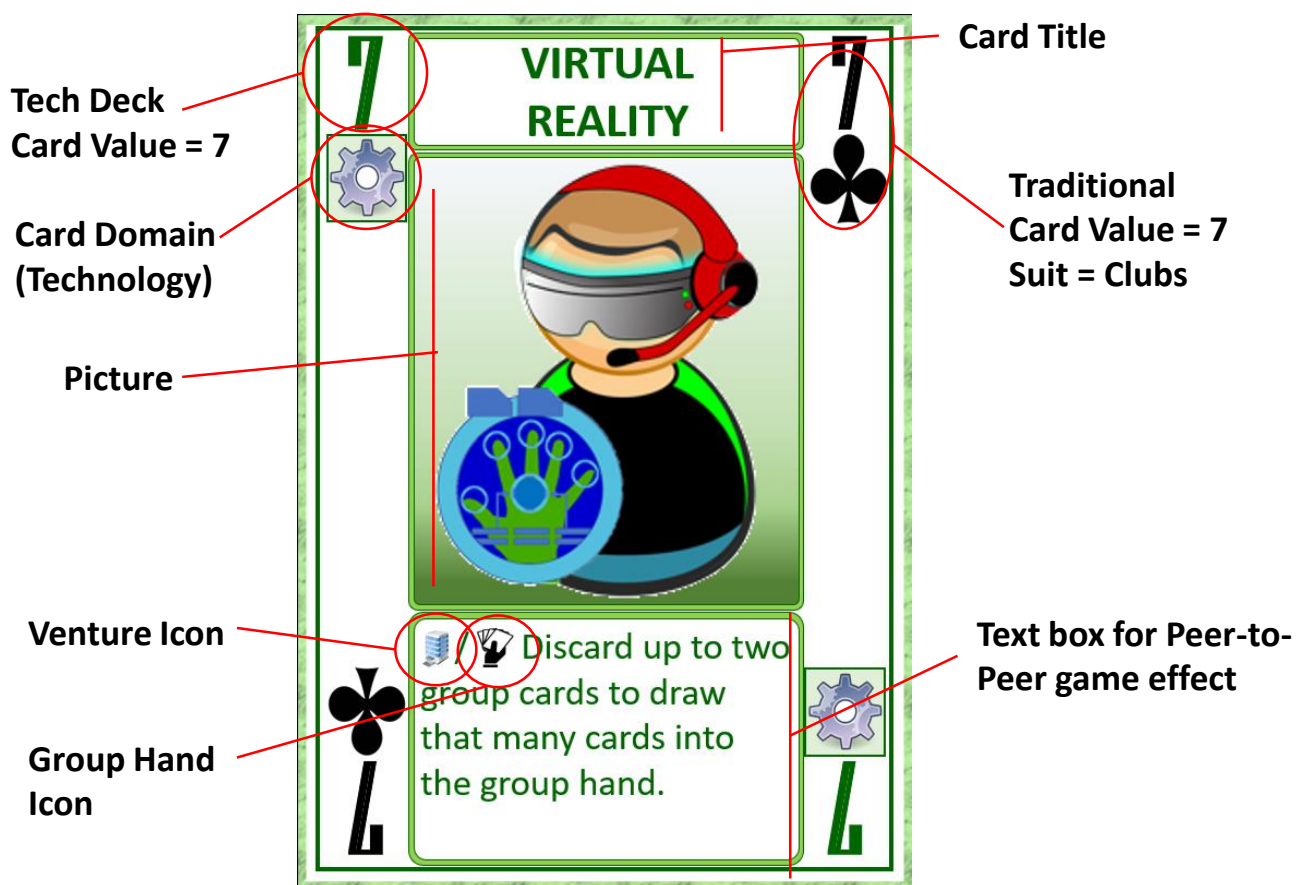 7
VIRTUAL
REALITY
7
Card Title
Tech Deck
Card Value = 7
Card Domain
(Technology)
Traditional
Card Value = 7
Suit = Clubs
Picture
Venture Icon
/ Discard up to two
group cards to draw
that many cards into
the group hand.
Text box for Peer-to-
Peer game effect
Group Hand
Icon
7
7